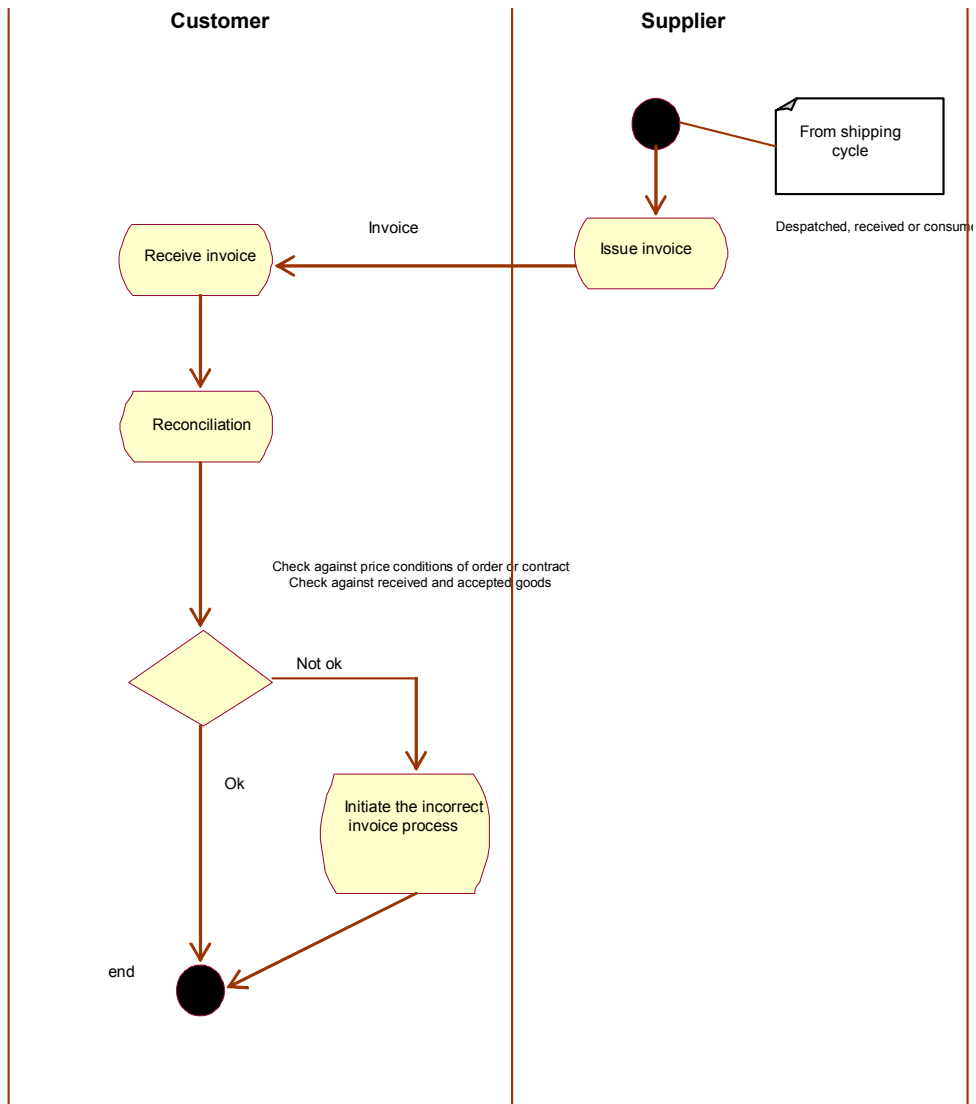 Customer
Supplier
From shipping
cycle
Despatched, received or consume
Invoice
Issue invoice
Receive invoice
Reconciliation
Check against price conditions of order or contract
Check against received and accepted goods
Not ok
Ok
Initiate the incorrect
invoice process
end